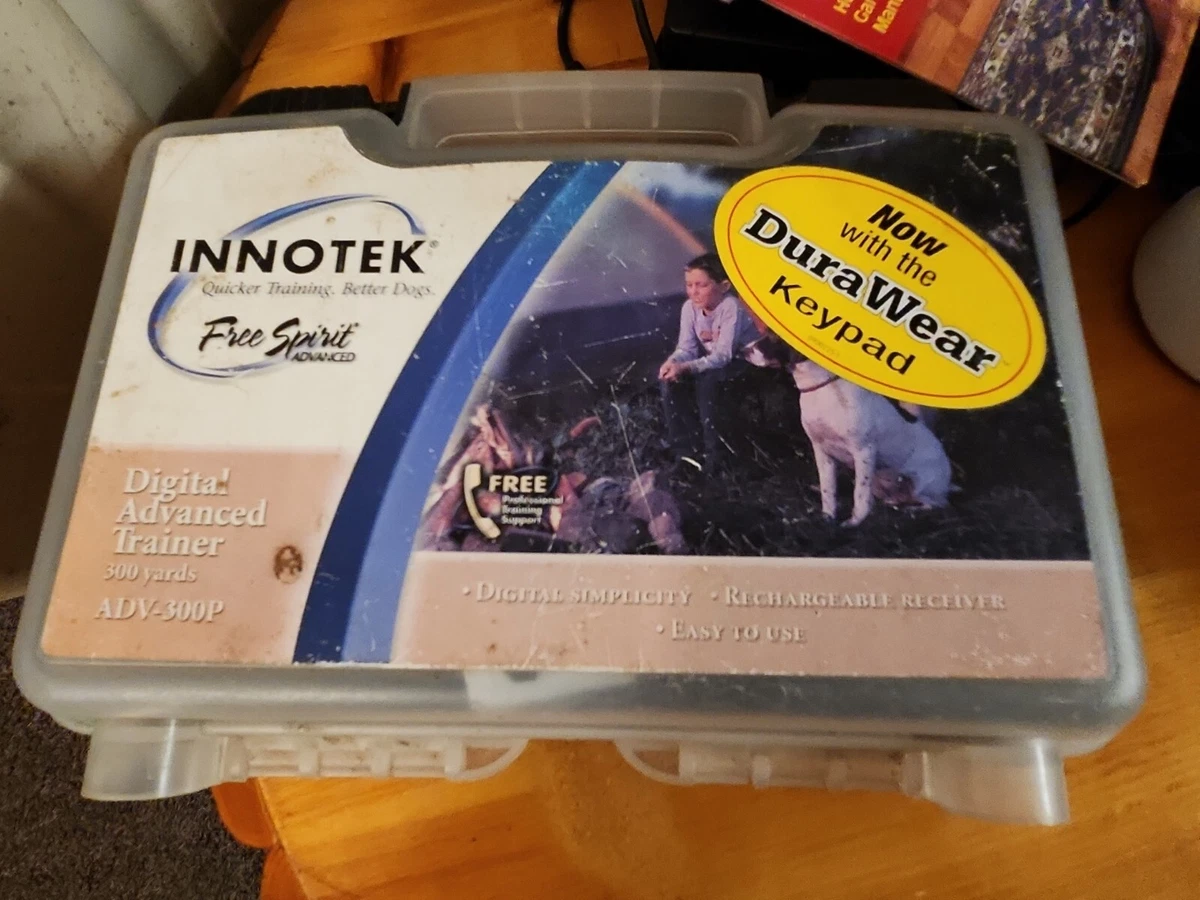 INNOTEK®
Quicker Training. Better Dogs.
Free Spirit®
ADVANCED
Now
with the
DuraWear™
Keypad
FREE
Professional
Training
Support
Digital
Advanced
Trainer
300 yards
ADV-300P
• DIGITAL SIMPLICITY • RECHARGEABLE RECEIVER
• EASY TO USE